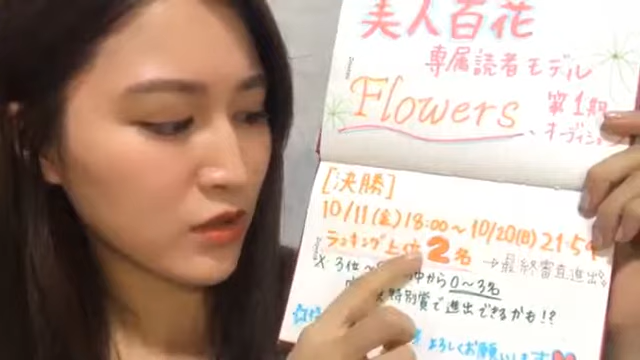 美人百花
専属読者モデル
Flowers 第1期
オーディション
[決勝]
10/11(金)18:00〜10/20(日)21:59
ランキング上位2名→最終審査進出
※3位〜 中から0〜3名
特別賞で進出できるかも!?
よろしくお願いします